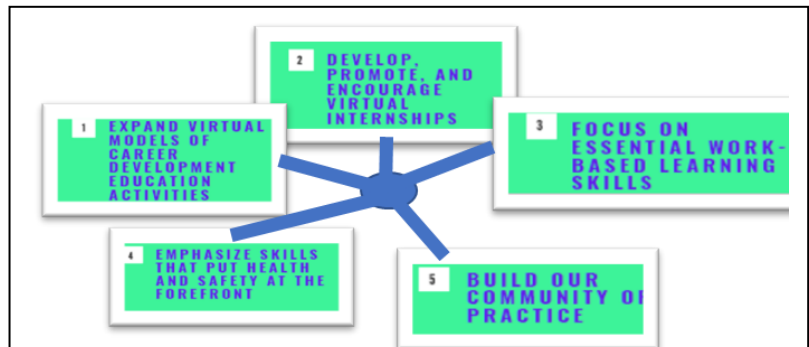 1
EXPAND VIRTUAL
MODELS OF
CAREER
DEVELOPMENT
EDUCATION
ACTIVITIES
2
DEVELOP,
PROMOTE, AND
ENCOURAGE
VIRTUAL
INTERNSHIPS
3
FOCUS ON
ESSENTIAL WORK-
BASED LEARNING
SKILLS
4
EMPHASIZE SKILLS
THAT PUT HEALTH
AND SAFETY AT THE
FOREFRONT
5
BUILD OUR
COMMUNITY OF
PRACTICE